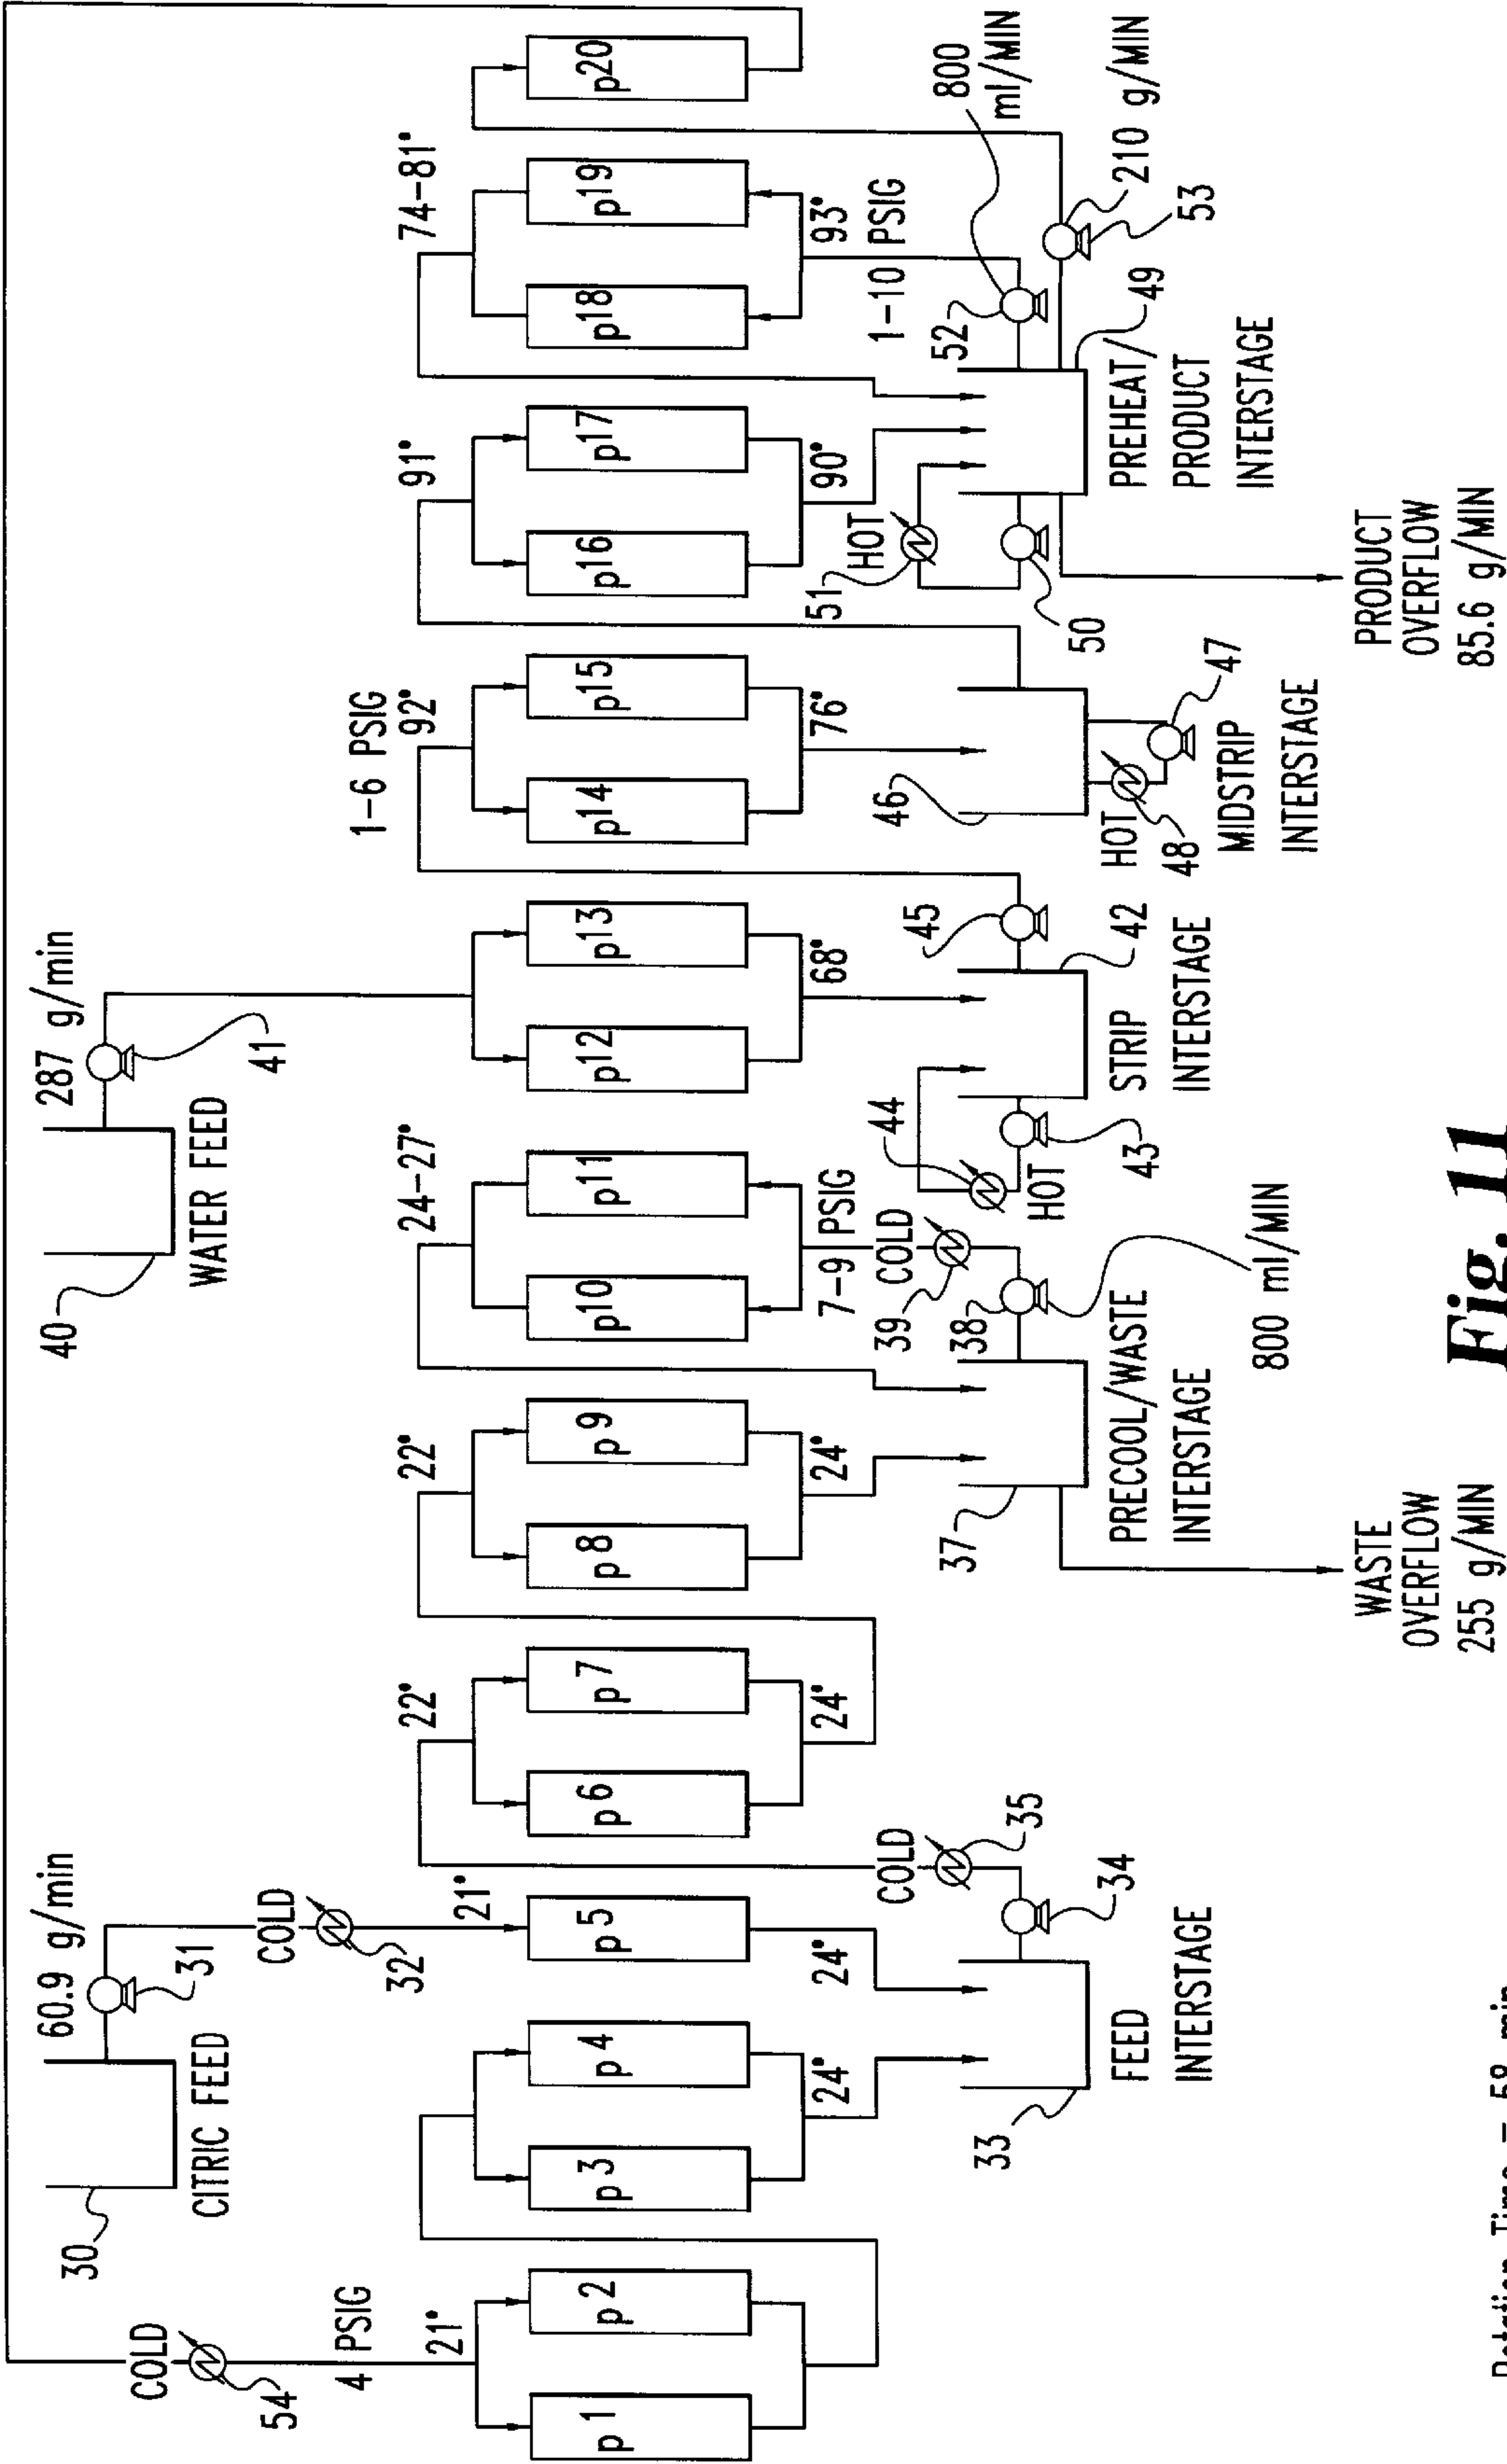 COLD
54
4 PSIG
21°
p1
p2
30
CITRIC FEED
60.9 g/min
31
COLD
32
21°
p3
p4
p5
24°
24°
33
FEED
INTERSTAGE
34
35
COLD
22°
p6
p7
24°
22°
p8
p9
24°
37
PRECOOL/WASTE
INTERSTAGE
WASTE
OVERFLOW
255 g/MIN
24-27°
p10
p11
7-9 PSIG
COLD
39
38
800 ml/MIN
40
WATER FEED
287 g/min
41
p12
p13
68°
44
HOT
43
STRIP
INTERSTAGE
42
45
1-6 PSIG
92°
p14
p15
76°
46
HOT
48
47
MIDSTRIP
INTERSTAGE
91°
p16
p17
90°
51
HOT
50
PREHEAT/
PRODUCT
INTERSTAGE
49
PRODUCT
OVERFLOW
85.6 g/MIN
74-81°
p18
p19
93°
1-10 PSIG
52
800
ml/MIN
210 g/MIN
53
p20
Fig. 11
Rotation Time = 58 min